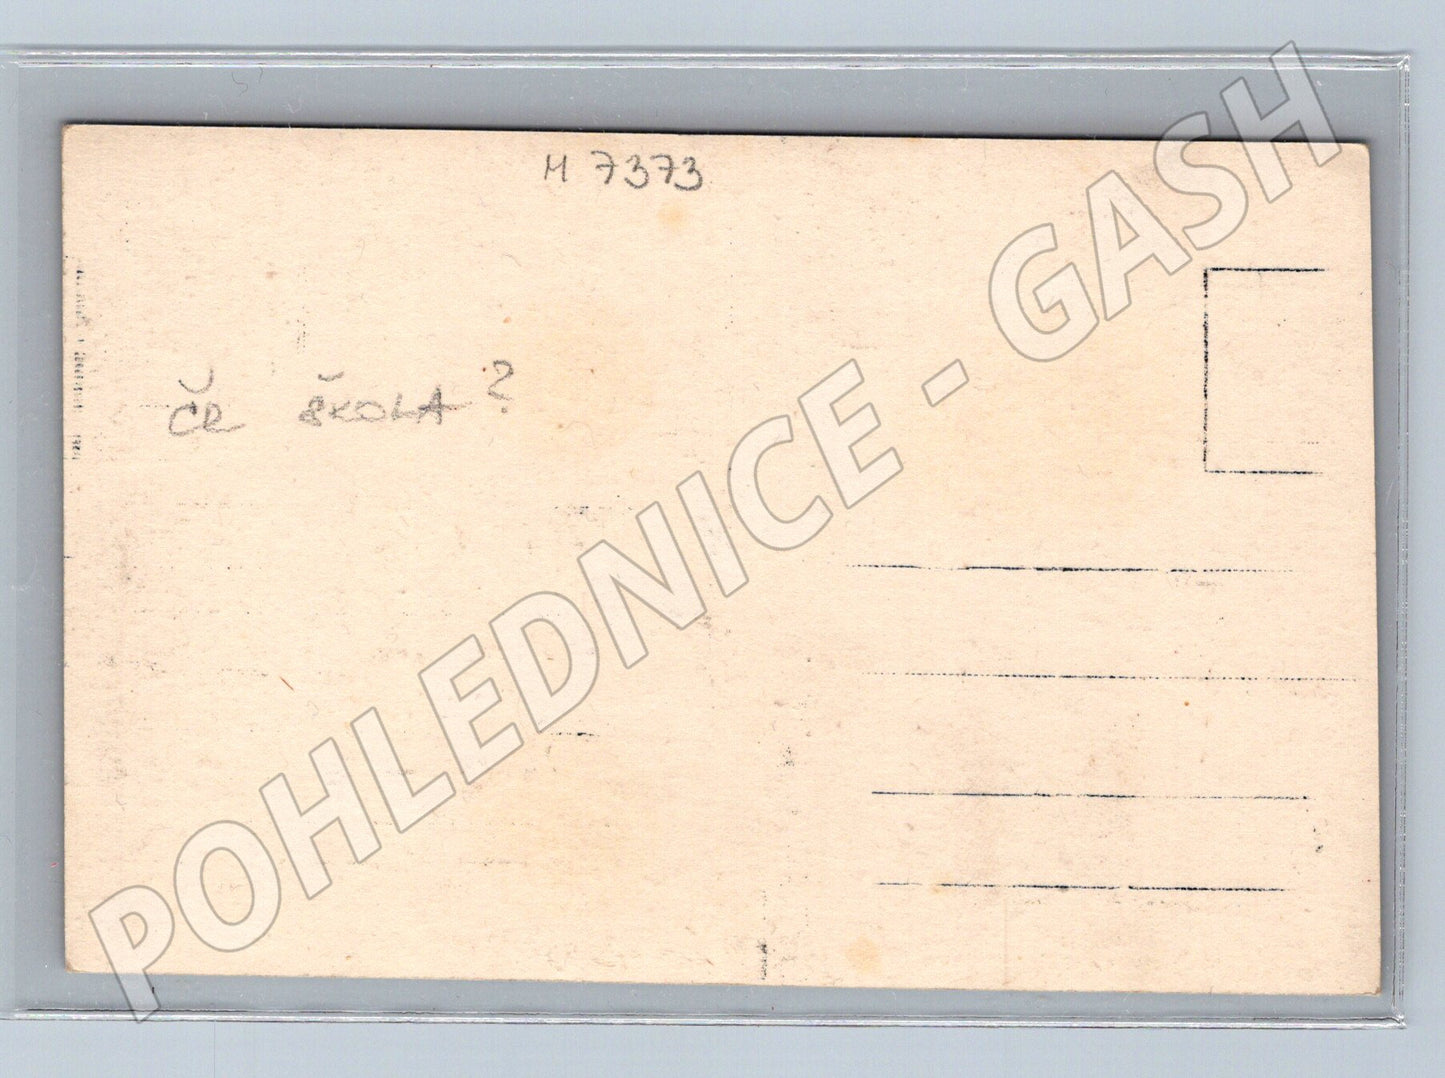 M 7373
ČR ŠKOLA?
POHLEDNICE - GASH